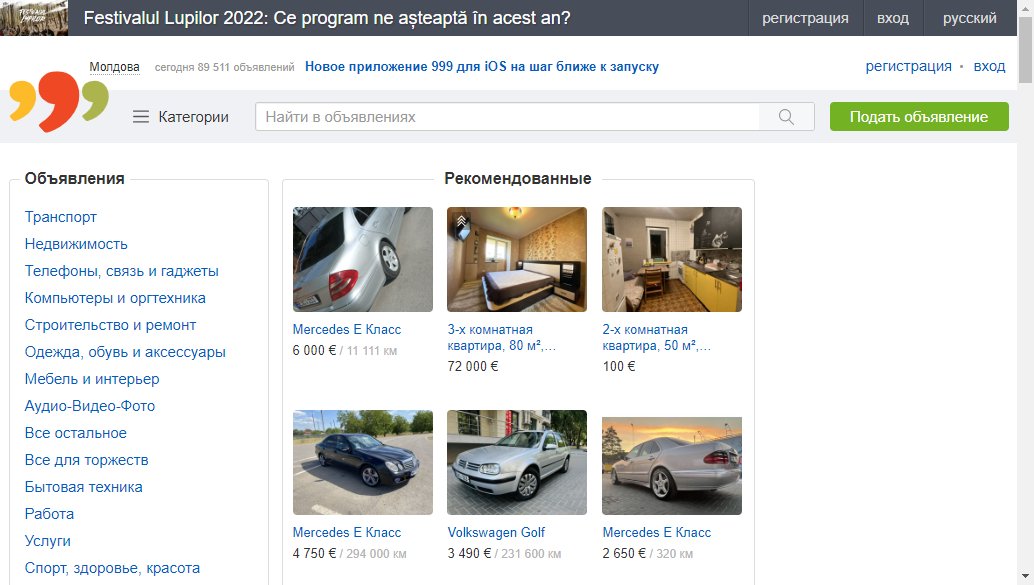 Festivalul Lupilor 2022: Ce program ne așteaptă în acest an?
регистрация вход русский
Молдова сегодня 89 511 объявлений Новое приложение 999 для iOS на шаг ближе к запуску регистрация • вход
Категории Найти в объявлениях Подать объявление
Объявления
Транспорт
Недвижимость
Телефоны, связь и гаджеты
Компьютеры и оргтехника
Строительство и ремонт
Одежда, обувь и аксессуары
Мебель и интерьер
Аудио-Видео-Фото
Все остальное
Все для торжеств
Бытовая техника
Работа
Услуги
Спорт, здоровье, красота
Рекомендованные
Mercedes E Класс
6 000 € / 11 111 км
3-х комнатная
квартира, 80 м²,...
72 000 €
2-х комнатная
квартира, 50 м²,...
100 €
Mercedes E Класс
4 750 € / 294 000 км
Volkswagen Golf
3 490 € / 231 600 км
Mercedes E Класс
2 650 € / 320 км